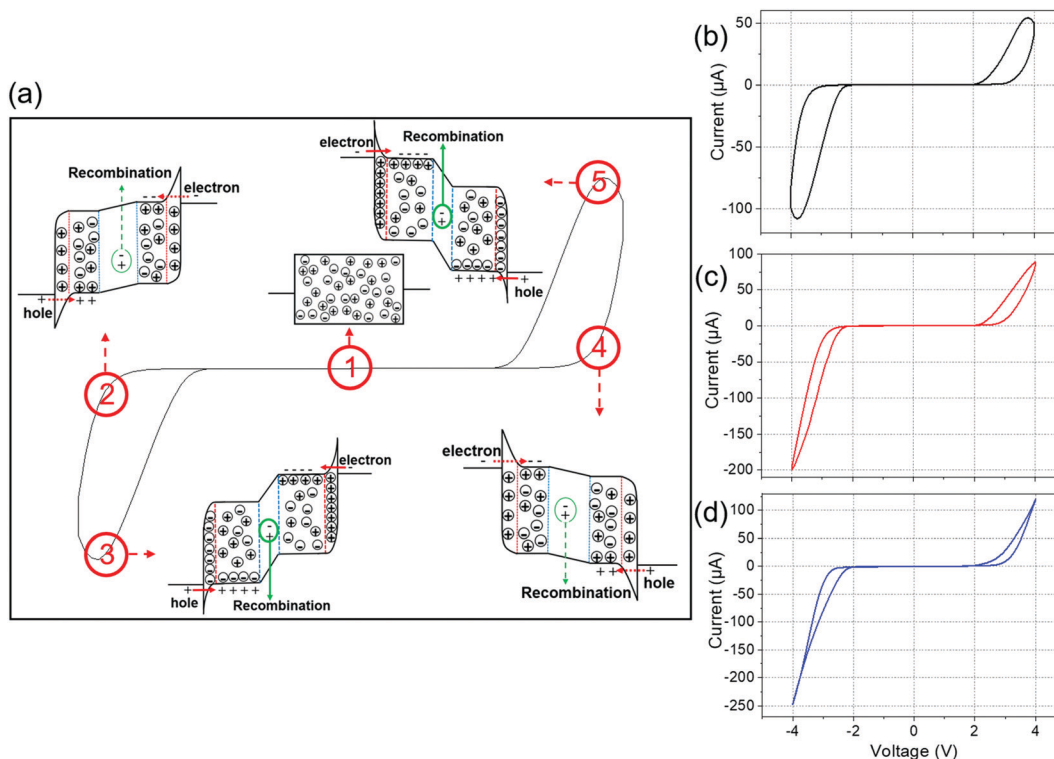 (a)
Recombination
electron
hole
electron
Recombination
hole
1
2
3
4
5
electron
hole
Recombination
electron
hole
Recombination
(b)
50
0
-50
-100
Current (µA)
(c)
100
50
0
-50
-100
-150
-200
Current (µA)
(d)
100
50
0
-50
-100
-150
-200
-250
Current (µA)
-4 -2 0 2 4
Voltage (V)